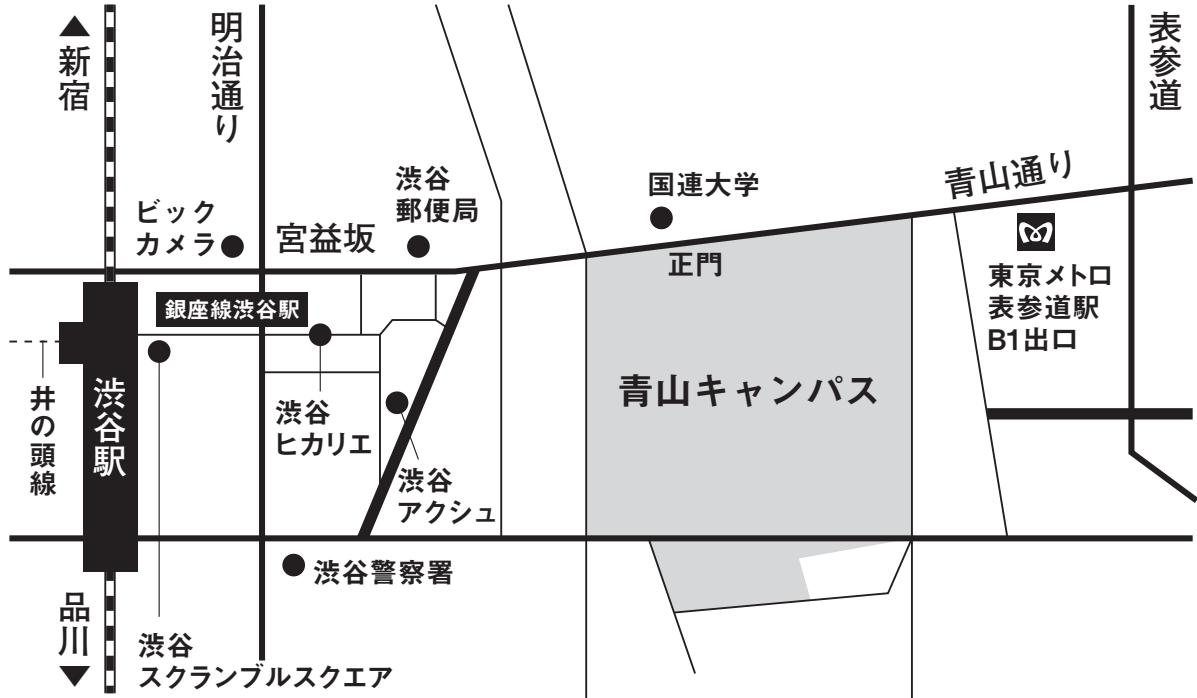 ▲新宿
明治通り
表参道
青山通り
国連大学
渋谷
郵便局
ビック
カメラ
宮益坂
正門
東京メトロ
表参道駅
B1出口
銀座線渋谷駅
青山キャンパス
井の頭線
渋谷駅
渋谷
ヒカリエ
渋谷
アクシュ
渋谷警察署
品川▼
渋谷
スクランブルスクエア